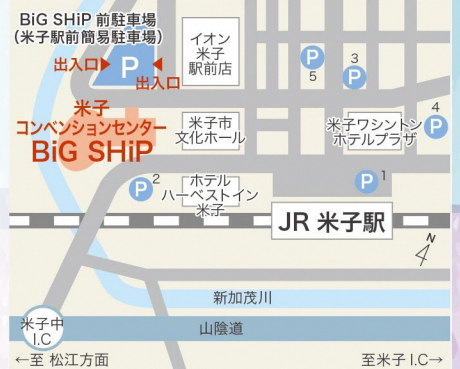 BiG SHiP 前駐車場
(米子駅前簡易駐車場)
出入口
P
出入口
イオン
米子
駅前店
P
5
3
P
米子
コンベンションセンター
BiG SHiP
米子市
文化ホール
米子ワシントン
ホテルプラザ
4
P
P
2
ホテル
ハーベストイン
米子
P
1
JR 米子駅
N
新加茂川
米子中
I.C
山陰道
←至 松江方面
至米子 I.C→